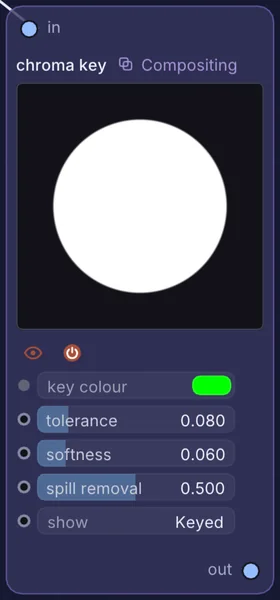 in
chroma key Compositing
key colour
tolerance 0.080
softness 0.060
spill removal 0.500
show Keyed
out